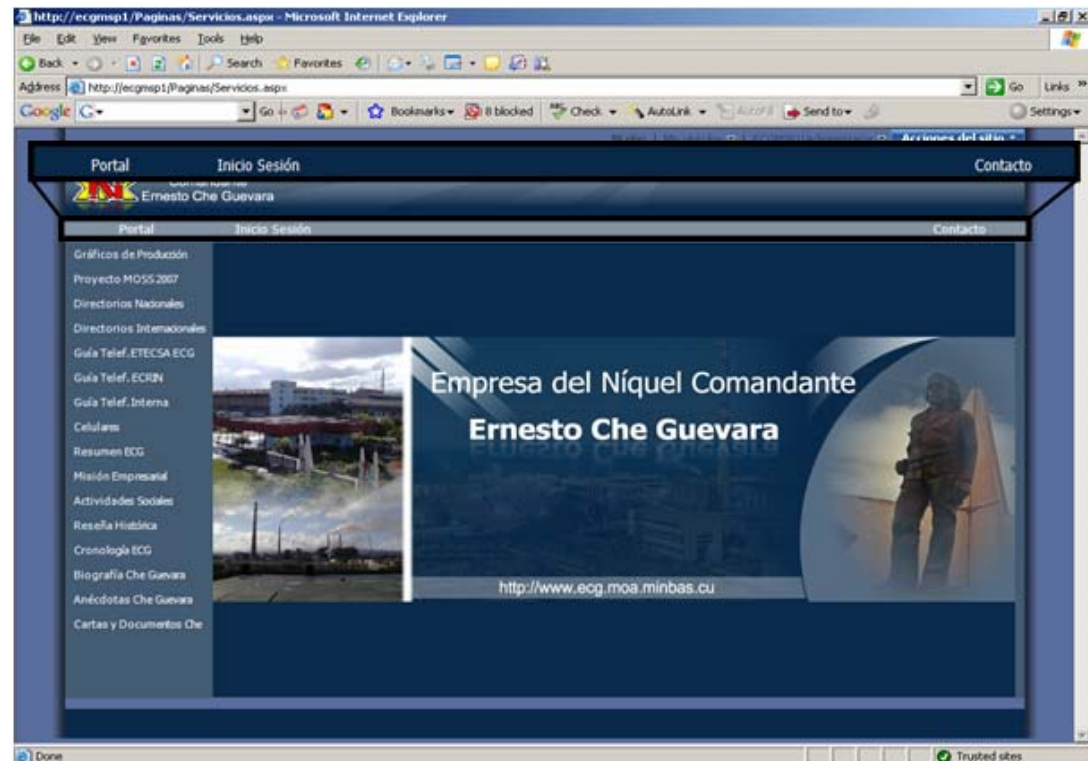 http://ecgmsp1/Paginas/Servicios.aspx - Microsoft Internet Explorer
File Edit View Favorites Tools Help
Back Search Favorites
Address http://ecgmsp1/Paginas/Servicios.aspx Go Links »
Google G Go Bookmarks 8 blocked Check AutoLink AutoFill Send to Settings
Acciones del sitio
Portal Inicio Sesión Contacto
Comandante
Ernesto Che Guevara
Portal Inicio Sesión Contacto
Gráficos de Producción
Proyecto MOSS 2007
Directorios Nacionales
Directorios Internacionales
Guía Telef.ETECSA ECG
Guía Telef. ECRIN
Guía Telef.Interna
Celulares
Resumen ECG
Misión Empresarial
Actividades Sociales
Reseña Histórica
Cronología ECG
Biografía Che Guevara
Anécdotas Che Guevara
Cartas y Documentos Che
Empresa del Níquel Comandante
Ernesto Che Guevara
http://www.ecg.moa.minbas.cu
Done Trusted sites